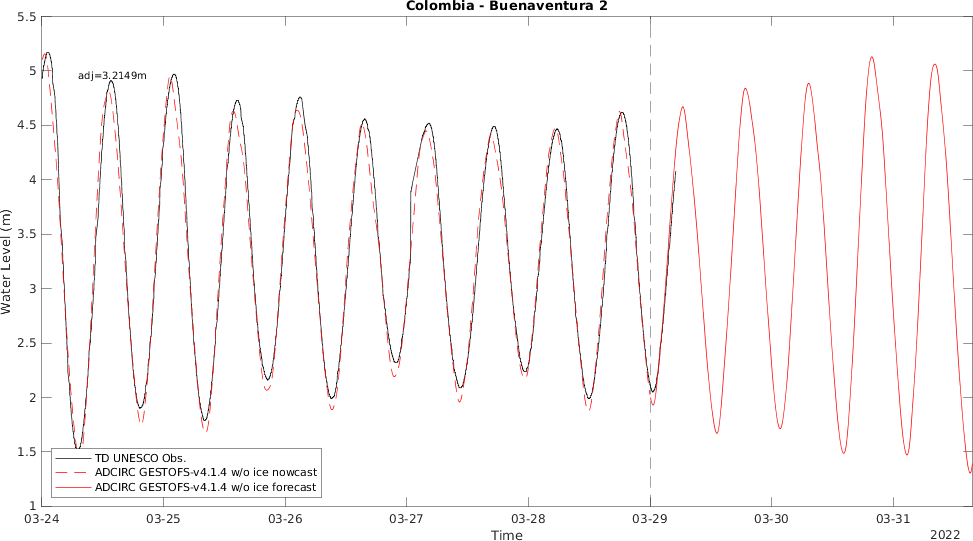 Colombia - Buenaventura 2
adj=3.2149m
5.5
5
4.5
4
3.5
3
2.5
2
1.5
1
Water Level (m)
TD UNESCO Obs.
ADCIRC GESTOFS-v4.1.4 w/o ice nowcast
ADCIRC GESTOFS-v4.1.4 w/o ice forecast
03-24 03-25 03-26 03-27 03-28 03-29 03-30 03-31
Time
2022